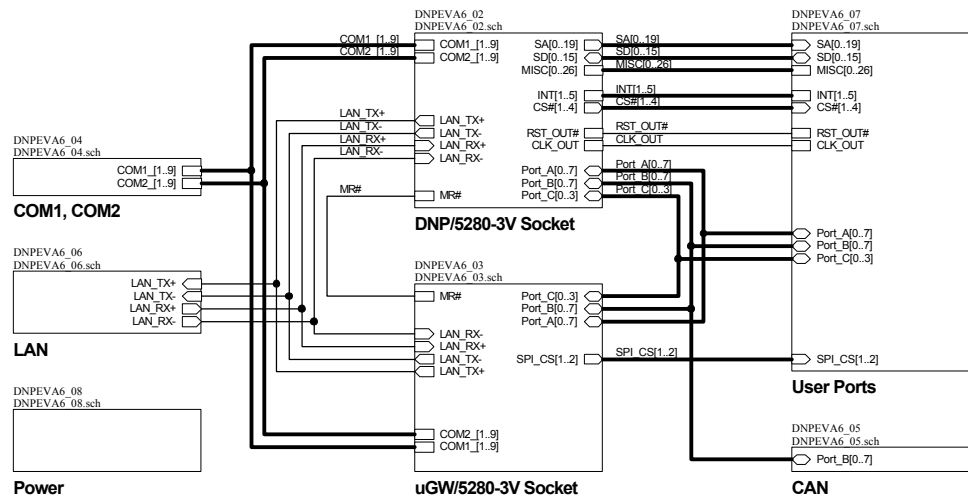 DNPEVA6_04
DNPEVA6_04.sch
COM1_[1..9]
COM2_[1..9]
COM1, COM2
DNPEVA6_06
DNPEVA6_06.sch
LAN_TX+
LAN_TX-
LAN_RX+
LAN_RX-
LAN
DNPEVA6_08
DNPEVA6_08.sch
Power
COM1_[1..9]
COM2_[1..9]
LAN_TX+
LAN_TX-
LAN_RX+
LAN_RX-
MR#
DNPEVA6_02
DNPEVA6_02.sch
COM1_[1..9]
COM2_[1..9]
LAN_TX+
LAN_TX-
LAN_RX+
LAN_RX-
MR#
SA[0..19]
SD[0..15]
MISC[0..26]
INT[1..5]
CS#[1..4]
RST_OUT#
CLK_OUT
Port_A[0..7]
Port_B[0..7]
Port_C[0..3]
DNP/5280-3V Socket
DNPEVA6_03
DNPEVA6_03.sch
MR#
LAN_RX-
LAN_RX+
LAN_TX-
LAN_TX+
COM2_[1..9]
COM1_[1..9]
Port_C[0..3]
Port_B[0..7]
Port_A[0..7]
SPI_CS[1..2]
uGW/5280-3V Socket
SA[0..19]
SD[0..15]
MISC[0..26]
INT[1..5]
CS#[1..4]
RST_OUT#
CLK_OUT
Port_A[0..7]
Port_B[0..7]
Port_C[0..3]
SPI_CS[1..2]
DNPEVA6_07
DNPEVA6_07.sch
SA[0..19]
SD[0..15]
MISC[0..26]
INT[1..5]
CS#[1..4]
RST_OUT#
CLK_OUT
Port_A[0..7]
Port_B[0..7]
Port_C[0..3]
SPI_CS[1..2]
User Ports
DNPEVA6_05
DNPEVA6_05.sch
Port_B[0..7]
CAN